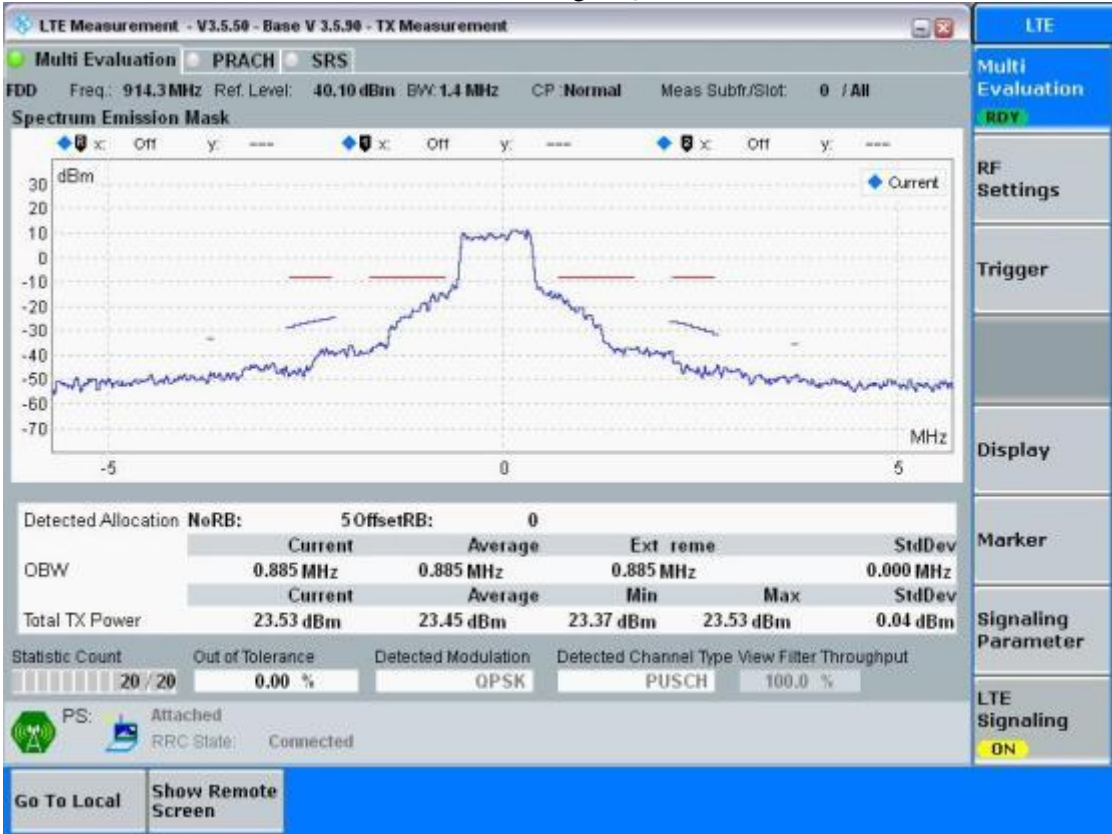 LTE Measurement - V3.5.50 - Base V 3.5.90 - TX Measurement
LTE
Multi Evaluation PRACH SRS
Multi
Evaluation
RDY
FDD Freq.: 914.3 MHz Ref. Level: 40.10 dBm BW: 1.4 MHz CP :Normal Meas Subfr./Slot: 0 / All
Spectrum Emission Mask
x: Off y: --- x: Off y: --- x: Off y: ---
dBm
Current
30
20
10
0
-10
-20
-30
-40
-50
-60
-70
MHz
-5 0 5
RF
Settings
Trigger
Display
Marker
Signaling
Parameter
LTE
Signaling
ON
Detected Allocation NoRB: 5 OffsetRB: 0
Current Average Ext reme StdDev
OBW 0.885 MHz 0.885 MHz 0.885 MHz 0.000 MHz
Current Average Min Max StdDev
Total TX Power 23.53 dBm 23.45 dBm 23.37 dBm 23.53 dBm 0.04 dBm
Statistic Count Out of Tolerance Detected Modulation Detected Channel Type View Filter Throughput
20 / 20 0.00 % QPSK PUSCH 100.0 %
PS: Attached
RRC State: Connected
Go To Local
Show Remote
Screen